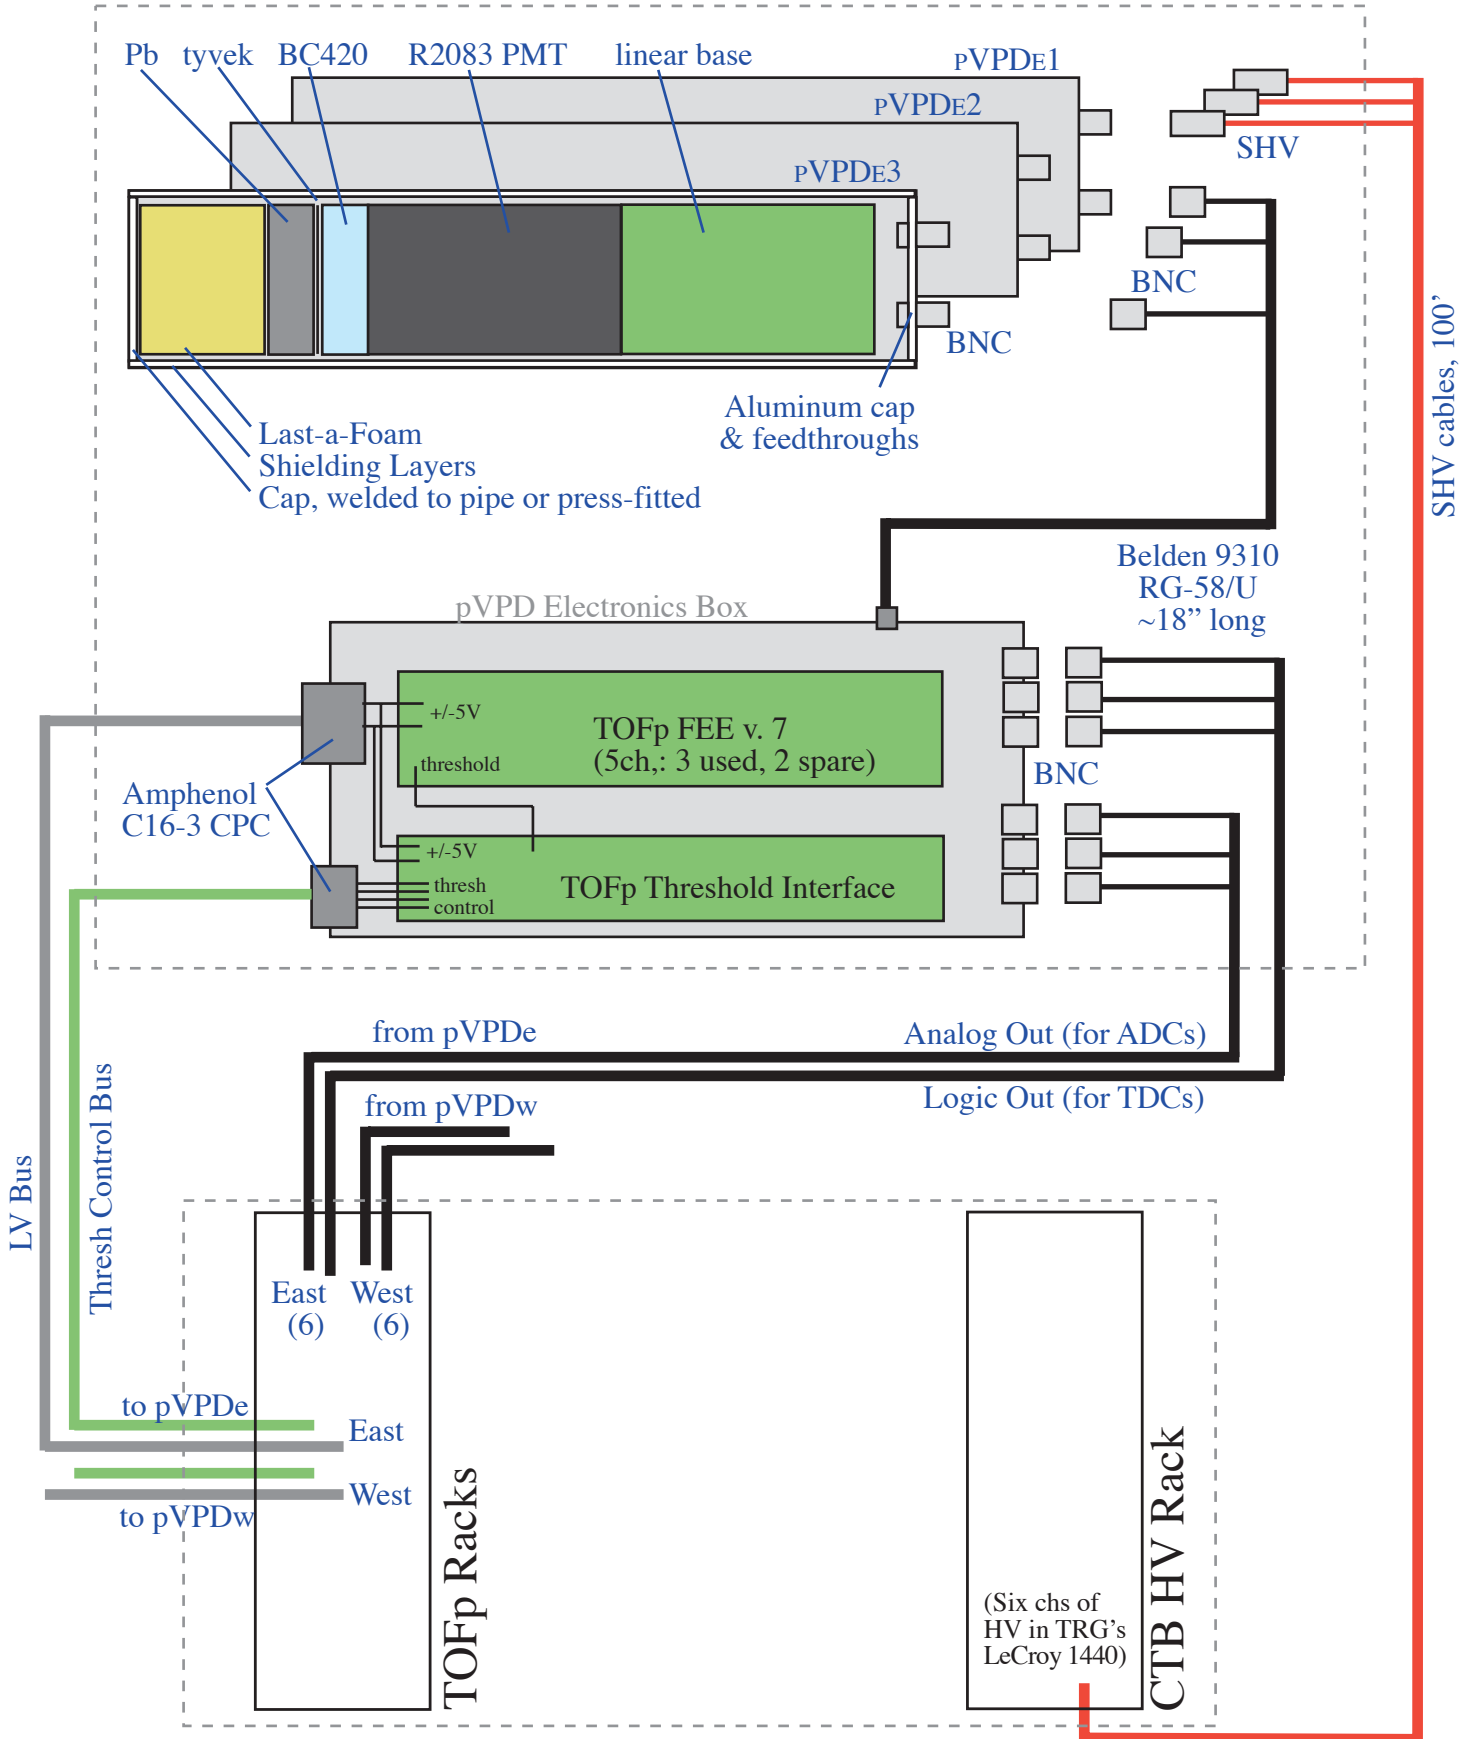 Pb
tyvek
BC420
R2083 PMT
linear base
PVPDE1
PVPDE2
PVPDE3
SHV
BNC
BNC
Aluminum cap
& feedthroughs
Last-a-Foam
Shielding Layers
Cap, welded to pipe or press-fitted
SHV cables, 100’
Belden 9310
RG-58/U
~18” long
pVPD Electronics Box
+/-5V
TOFp FEE v. 7
(5ch,: 3 used, 2 spare)
threshold
BNC
Amphenol
C16-3 CPC
+/-5V
thresh
control
TOFp Threshold Interface
from pVPDe
Analog Out (for ADCs)
Logic Out (for TDCs)
from pVPDw
LV Bus
Thresh Control Bus
East
(6)
West
(6)
to pVPDe
East
West
to pVPDw
TOFp Racks
(Six chs of
HV in TRG’s
LeCroy 1440)
CTB HV Rack